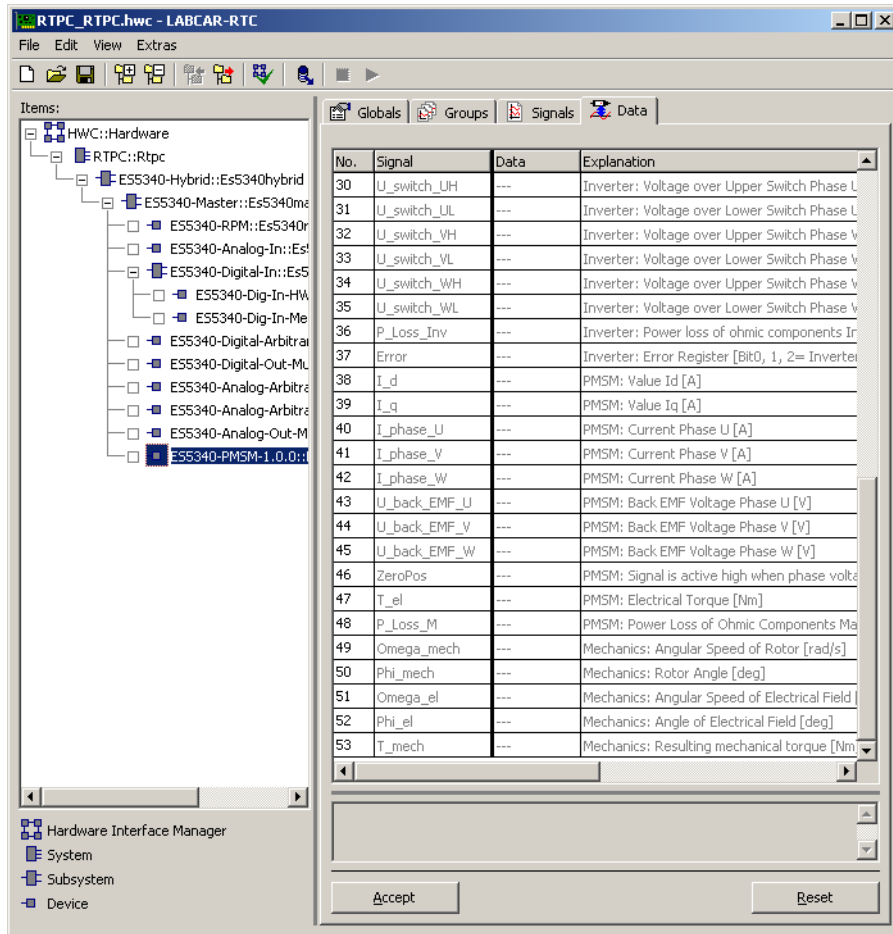 RTPC_RTPC.hwc - LABCAR-RTC
File Edit View Extras
Items:
HWC::Hardware
RTPC::Rtpc
ES5340-Hybrid::Es5340hybrid
ES5340-Master::Es5340ma
ES5340-RPM::Es5340r
ES5340-Analog-In::Es5
ES5340-Digital-In::Es5
ES5340-Dig-In-HW
ES5340-Dig-In-Me
ES5340-Digital-Arbitrar
ES5340-Digital-Out-Mu
ES5340-Analog-Arbitra
ES5340-Analog-Arbitra
ES5340-Analog-Out-M
ES5340-PMSM-1.0.0::
Hardware Interface Manager
System
Subsystem
Device
Globals Groups Signals Data
No. Signal Data Explanation
30 U_switch_UH --- Inverter: Voltage over Upper Switch Phase U
31 U_switch_UL --- Inverter: Voltage over Lower Switch Phase U
32 U_switch_VH --- Inverter: Voltage over Upper Switch Phase V
33 U_switch_VL --- Inverter: Voltage over Lower Switch Phase V
34 U_switch_WH --- Inverter: Voltage over Upper Switch Phase
35 U_switch_WL --- Inverter: Voltage over Lower Switch Phase
36 P_Loss_Inv --- Inverter: Power loss of ohmic components In
37 Error --- Inverter: Error Register [Bit0, 1, 2= Inverter
38 I_d --- PMSM: Value Id [A]
39 I_q --- PMSM: Value Iq [A]
40 I_phase_U --- PMSM: Current Phase U [A]
41 I_phase_V --- PMSM: Current Phase V [A]
42 I_phase_W --- PMSM: Current Phase W [A]
43 U_back_EMF_U --- PMSM: Back EMF Voltage Phase U [V]
44 U_back_EMF_V --- PMSM: Back EMF Voltage Phase V [V]
45 U_back_EMF_W --- PMSM: Back EMF Voltage Phase W [V]
46 ZeroPos --- PMSM: Signal is active high when phase volta
47 T_el --- PMSM: Electrical Torque [Nm]
48 P_Loss_M --- PMSM: Power Loss of Ohmic Components Ma
49 Omega_mech --- Mechanics: Angular Speed of Rotor [rad/s]
50 Phi_mech --- Mechanics: Rotor Angle [deg]
51 Omega_el --- Mechanics: Angular Speed of Electrical Field [
52 Phi_el --- Mechanics: Angle of Electrical Field [deg]
53 T_mech --- Mechanics: Resulting mechanical torque [Nm
Accept Reset